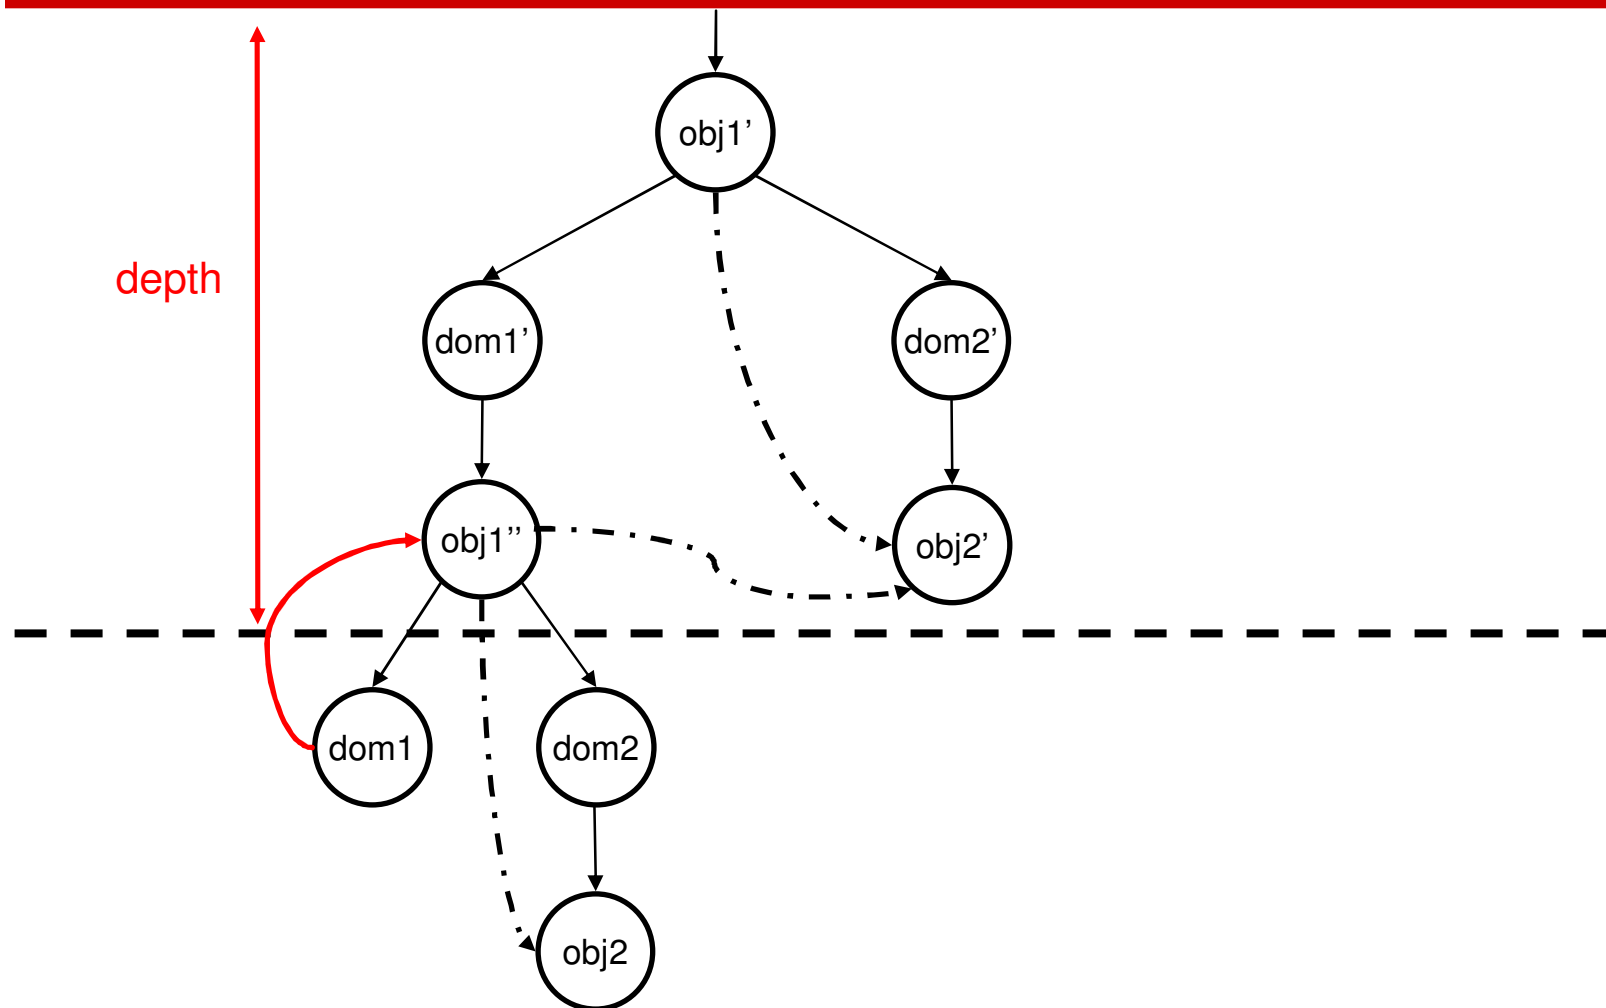 obj1’
depth
dom1’
dom2’
obj1’’
obj2’
dom1
dom2
obj2